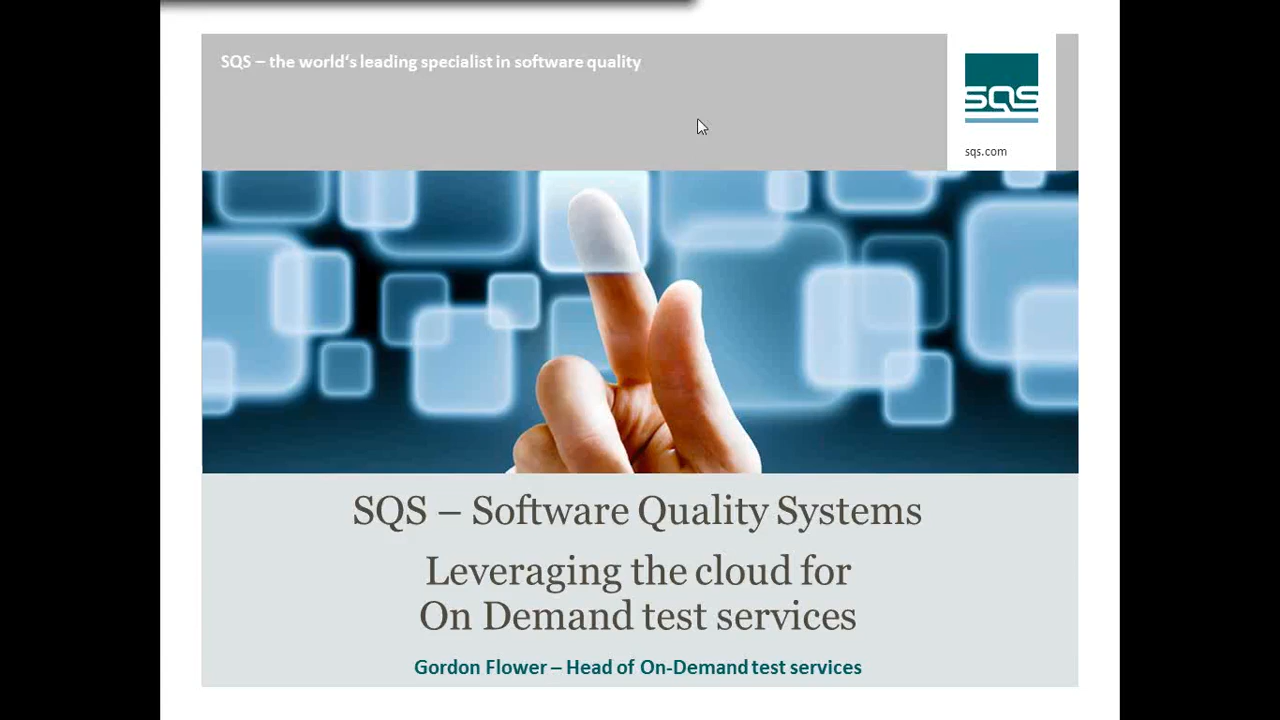 SQS – the world's leading specialist in software quality
SQS
sqs.com
SQS – Software Quality Systems
Leveraging the cloud for
On Demand test services
Gordon Flower – Head of On-Demand test services